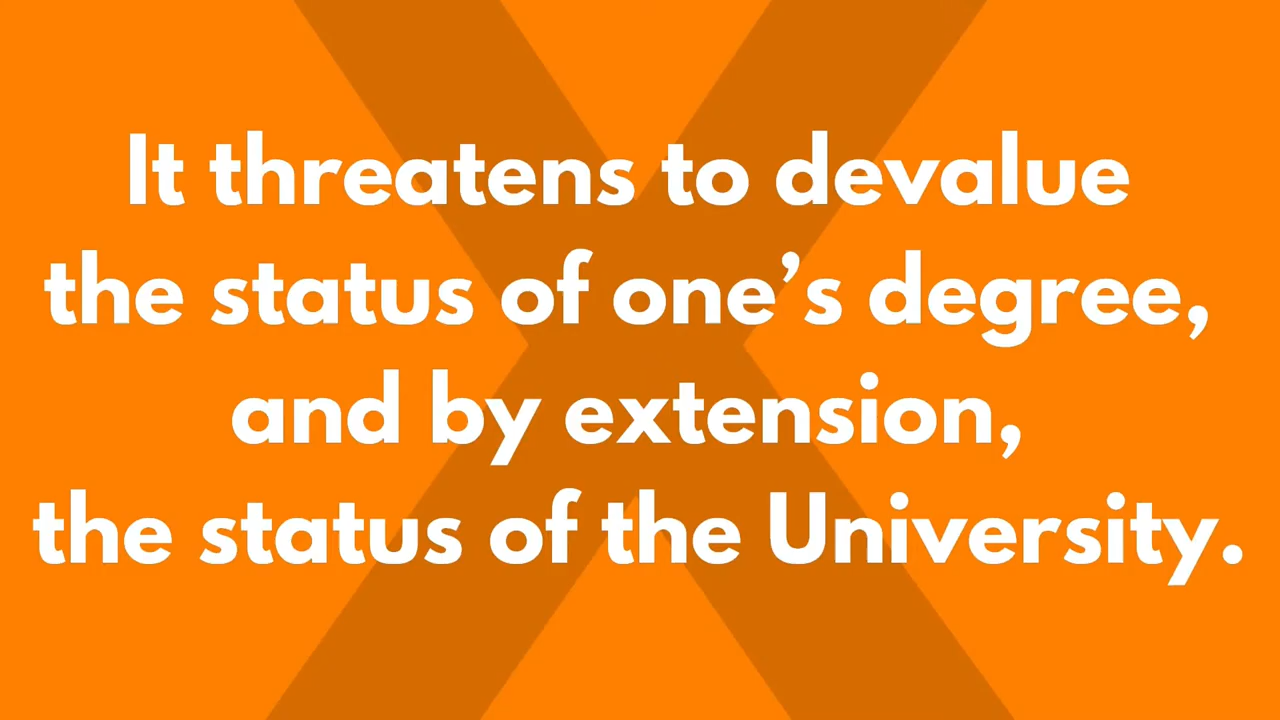 It threatens to devalue
the status of one’s degree,
and by extension,
the status of the University.